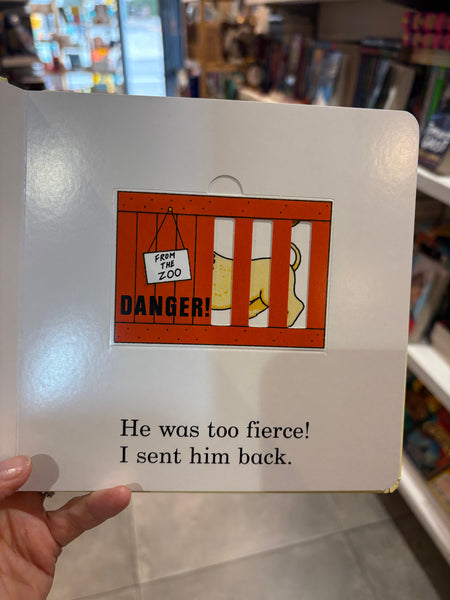 FROM
THE
ZOO
DANGER!
He was too fierce!
I sent him back.